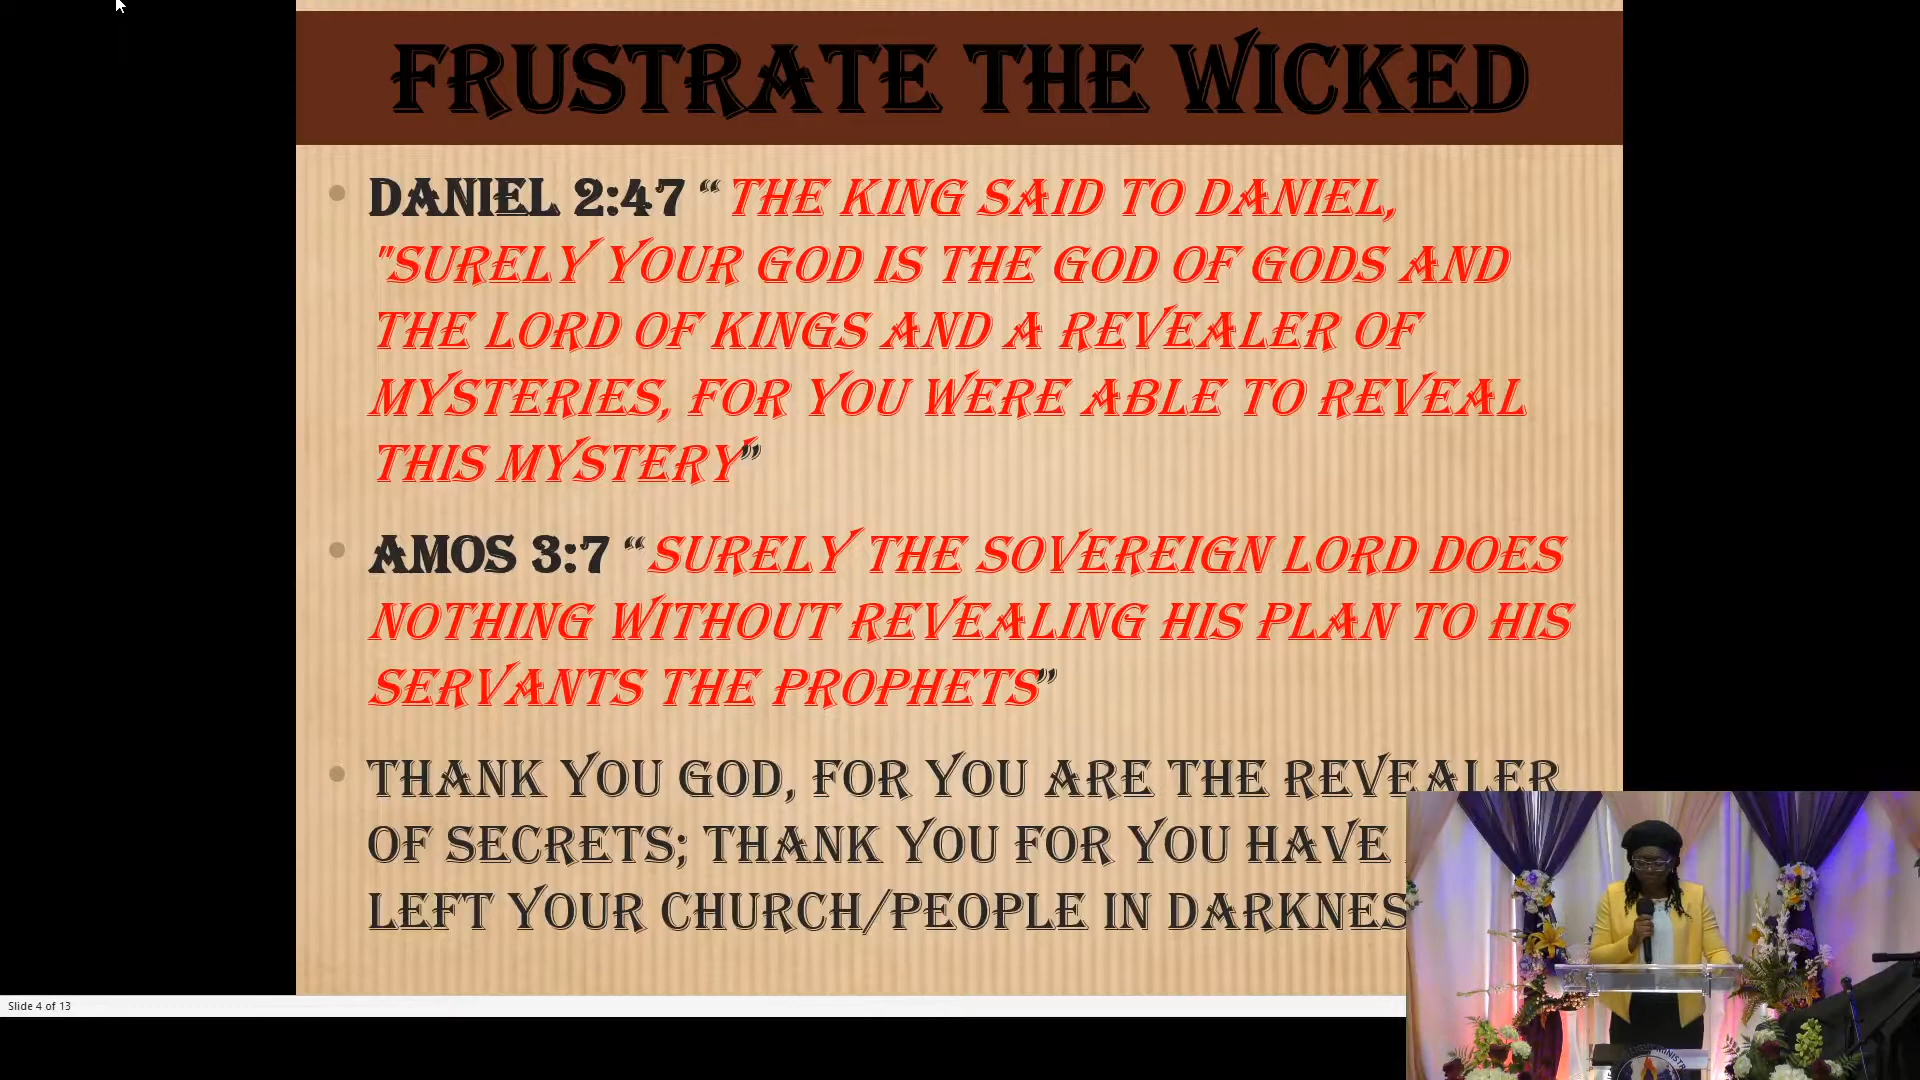 FRUSTRATE THE WICKED
DANIEL 2:47 “THE KING SAID TO DANIEL,
"SURELY YOUR GOD IS THE GOD OF GODS AND
THE LORD OF KINGS AND A REVEALER OF
MYSTERIES, FOR YOU WERE ABLE TO REVEAL
THIS MYSTERY”
AMOS 3:7 “SURELY THE SOVEREIGN LORD DOES
NOTHING WITHOUT REVEALING HIS PLAN TO HIS
SERVANTS THE PROPHETS”
THANK YOU GOD, FOR YOU ARE THE REVEALER
OF SECRETS; THANK YOU FOR YOU HAVE
LEFT YOUR CHURCH/PEOPLE IN DARKNES
Slide 4 of 13